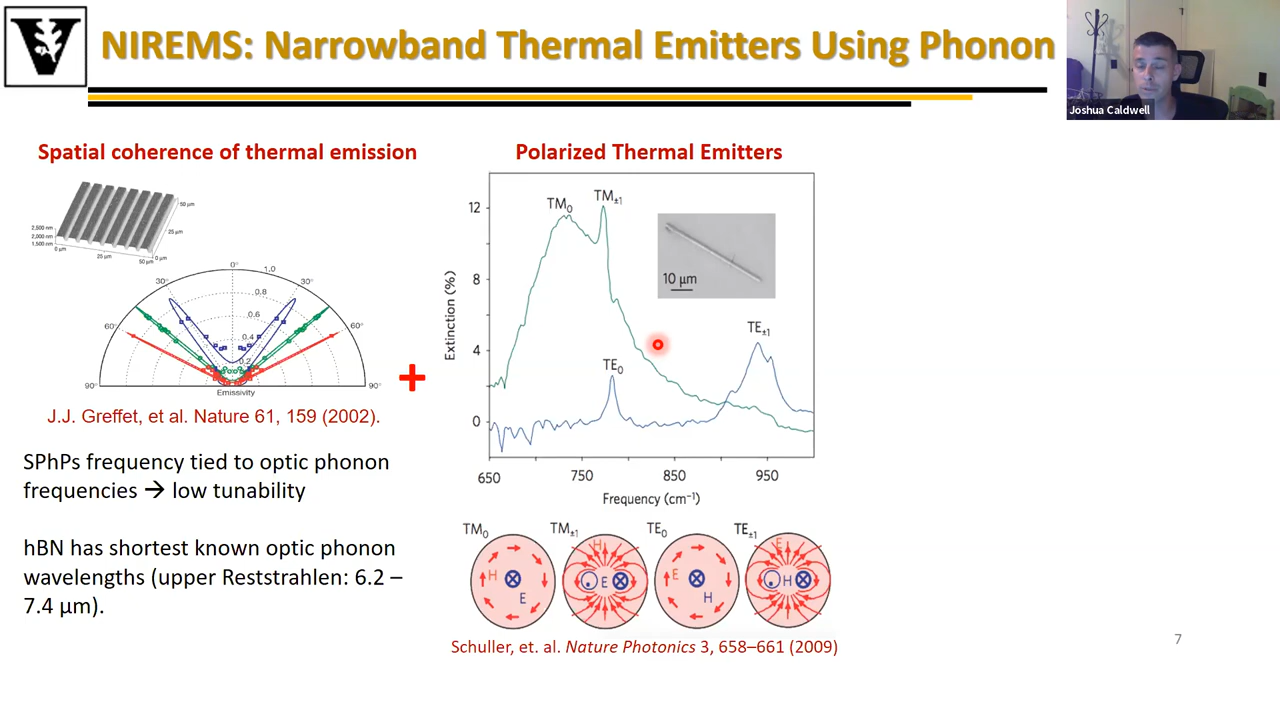 NIREMS: Narrowband Thermal Emitters Using Phonon
Joshua Caldwell
Spatial coherence of thermal emission
2,500 nm
2,000 nm
1,500 nm
0 µm
25 µm
50 µm
0 µm
25 µm
50 µm
0°
1.0
30°
30°
0.8
0.6
60°
60°
0.4
0.2
90°
90°
Emissivity
J.J. Greffet, et al. Nature 61, 159 (2002).
SPhPs frequency tied to optic phonon
frequencies → low tunability
hBN has shortest known optic phonon
wavelengths (upper Reststrahlen: 6.2 –
7.4 µm).
+
Polarized Thermal Emitters
TM0
TM±1
12
8
4
0
Extinction (%)
10 µm
TE±1
TE0
650
750
850
950
Frequency (cm⁻¹)
TM0
TM±1
TE0
TE±1
H
E
H
E
E
H
E
H
Schuller, et. al. Nature Photonics 3, 658–661 (2009)
7